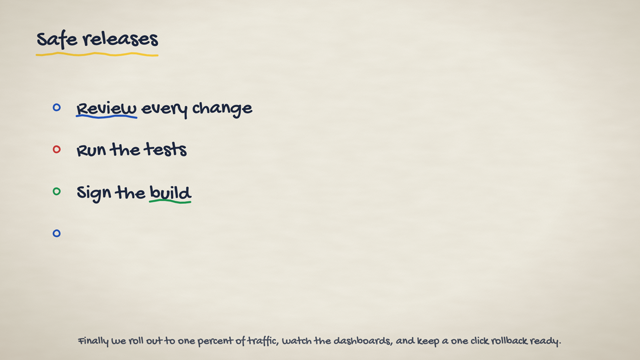 Safe releases
Review every change
Run the tests
Sign the build
Finally we roll out to one percent of traffic, watch the dashboards, and keep a one click rollback ready.